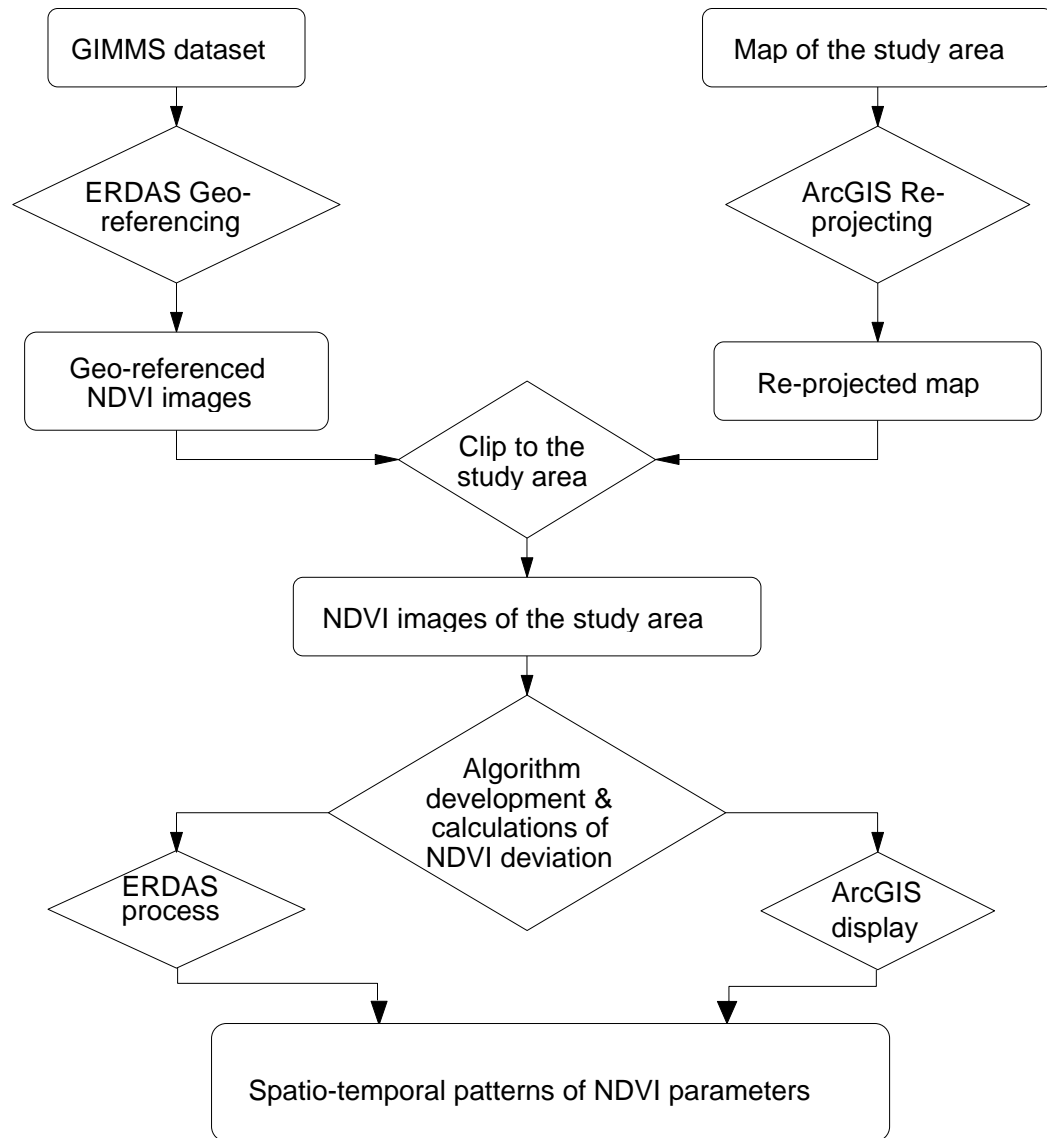 GIMMS dataset
Map of the study area
ERDAS Geo-
referencing
ArcGIS Re-
projecting
Geo-referenced
NDVI images
Re-projected map
Clip to the
study area
NDVI images of the study area
Algorithm
development &
calculations of
NDVI deviation
ERDAS
process
ArcGIS
display
Spatio-temporal patterns of NDVI parameters